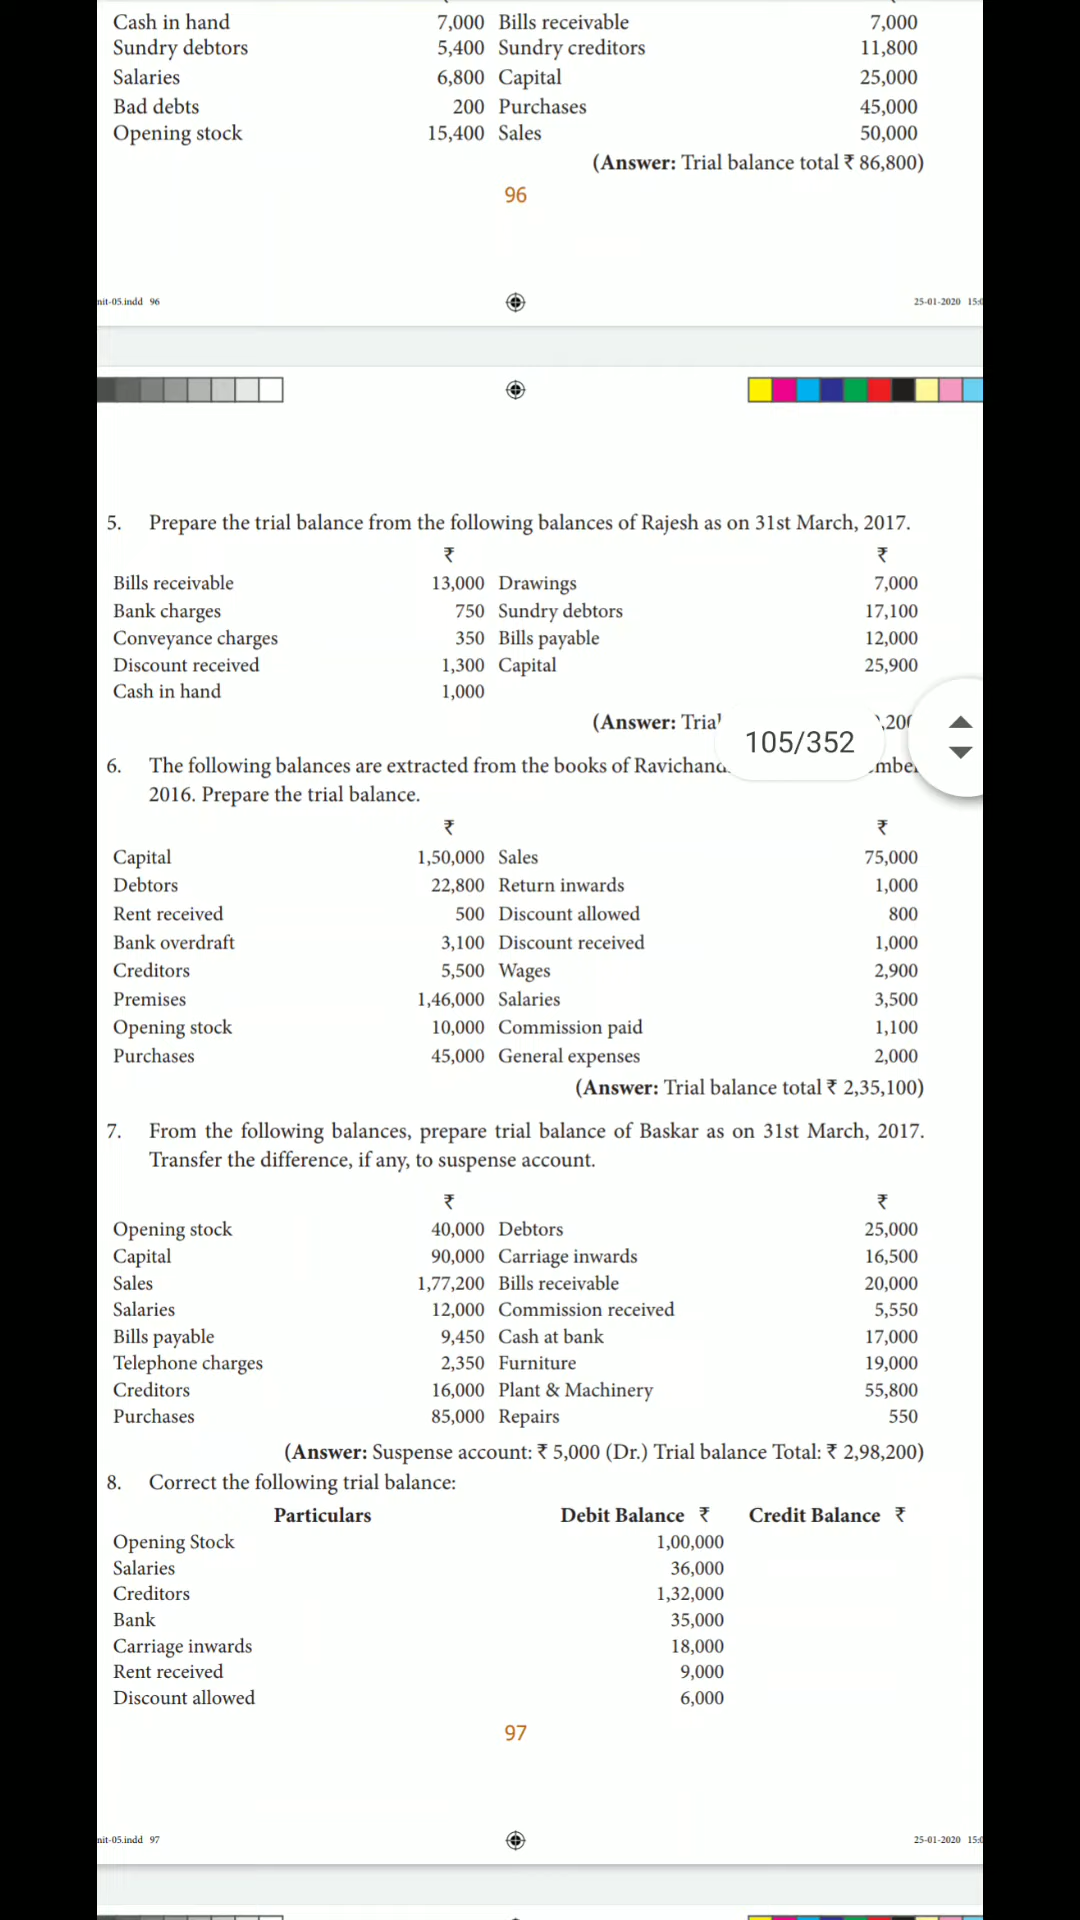 Cash in hand 7,000 Bills receivable 7,000
Sundry debtors 5,400 Sundry creditors 11,800
Salaries 6,800 Capital 25,000
Bad debts 200 Purchases 45,000
Opening stock 15,400 Sales 50,000
(Answer: Trial balance total ₹ 86,800)
96
nit-05.indd 96 25-01-2020 15:
5. Prepare the trial balance from the following balances of Rajesh as on 31st March, 2017.
₹ ₹
Bills receivable 13,000 Drawings 7,000
Bank charges 750 Sundry debtors 17,100
Conveyance charges 350 Bills payable 12,000
Discount received 1,300 Capital 25,900
Cash in hand 1,000
(Answer:
105/352
6. The following balances are extracted from the books of
2016. Prepare the trial balance.
₹ ₹
Capital 1,50,000 Sales 75,000
Debtors 22,800 Return inwards 1,000
Rent received 500 Discount allowed 800
Bank overdraft 3,100 Discount received 1,000
Creditors 5,500 Wages 2,900
Premises 1,46,000 Salaries 3,500
Opening stock 10,000 Commission paid 1,100
Purchases 45,000 General expenses 2,000
(Answer: Trial balance total ₹ 2,35,100)
7. From the following balances, prepare trial balance of Baskar as on 31st March, 2017.
Transfer the difference, if any, to suspense account.
₹ ₹
Opening stock 40,000 Debtors 25,000
Capital 90,000 Carriage inwards 16,500
Sales 1,77,200 Bills receivable 20,000
Salaries 12,000 Commission received 5,550
Bills payable 9,450 Cash at bank 17,000
Telephone charges 2,350 Furniture 19,000
Creditors 16,000 Plant & Machinery 55,800
Purchases 85,000 Repairs 550
(Answer: Suspense account: ₹ 5,000 (Dr.) Trial balance Total: ₹ 2,98,200)
8. Correct the following trial balance:
Particulars Debit Balance ₹ Credit Balance ₹
Opening Stock 1,00,000
Salaries 36,000
Creditors 1,32,000
Bank 35,000
Carriage inwards 18,000
Rent received 9,000
Discount allowed 6,000
97
nit-05.indd 97 25-01-2020 15: